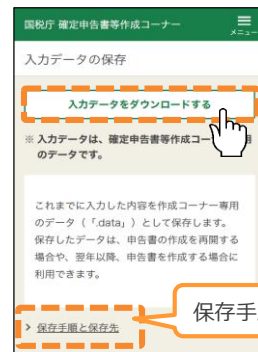 国税庁 確定申告書等作成コーナー
メニュー
入力データの保存
入力データをダウンロードする
※ 入力データは、確定申告書等作成コー
のデータです。
これまでに入力した内容を作成コーナー専用
のデータ(「.data」)として保存します。
保存したデータは、申告書の作成を再開する
場合や、翌年以降、申告書を作成する場合に
利用できます。
> 保存手順と保存先
保存手